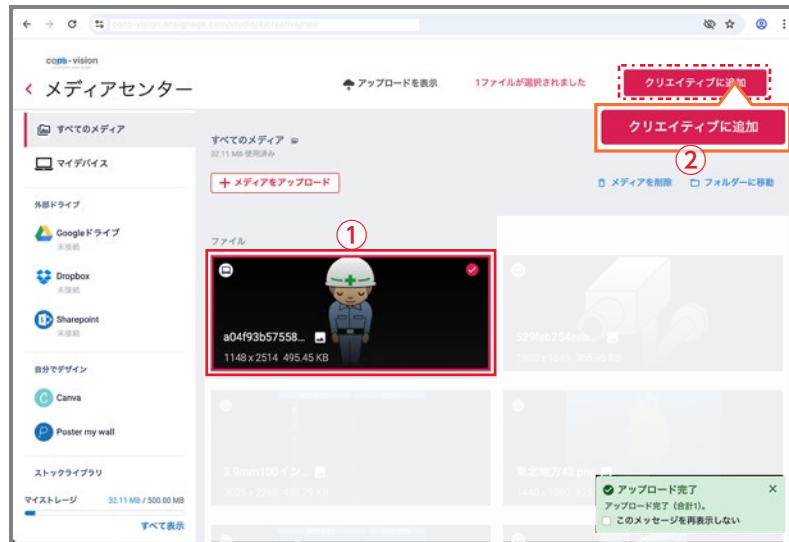 cons-vision
メディアセンター
アップロードを表示
1ファイルが選択されました
クリエイティブに追加
クリエイティブに追加
②
すべてのメディア
マイデバイス
外部ドライブ
Googleドライブ
未接続
Dropbox
未接続
Sharepoint
未接続
自分でデザイン
Canva
Poster my wall
ストックライブラリ
マイストレージ 32.11 MB / 500.00 MB
すべて表示
すべてのメディア
32.11 MB 使用済み
メディアをアップロード
メディアを削除
フォルダーに移動
ファイル
①
a04f93b57558...
1148 x 2514 495.45 KB
アップロード完了
アップロード完了 (合計1)。
このメッセージを再表示しない